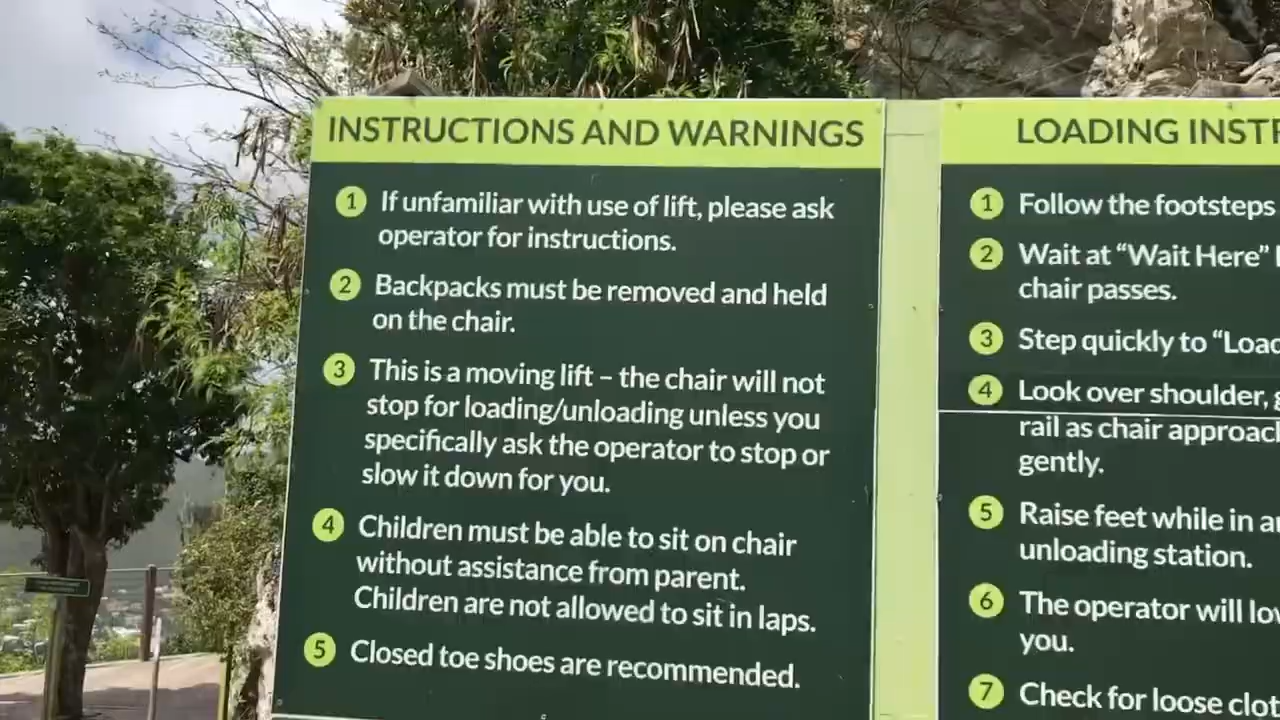 INSTRUCTIONS AND WARNINGS
1 If unfamiliar with use of lift, please ask
operator for instructions.
2 Backpacks must be removed and held
on the chair.
3 This is a moving lift – the chair will not
stop for loading/unloading unless you
specifically ask the operator to stop or
slow it down for you.
4 Children must be able to sit on chair
without assistance from parent.
Children are not allowed to sit in laps.
5 Closed toe shoes are recommended.
LOADING
1 Follow the footsteps
2 Wait at “Wait Here”
chair passes.
3 Step quickly to
4 Look over shoulder,
rail as chair
gently.
5 Raise feet while in
unloading station.
6 The operator will
you.
7 Check for loose